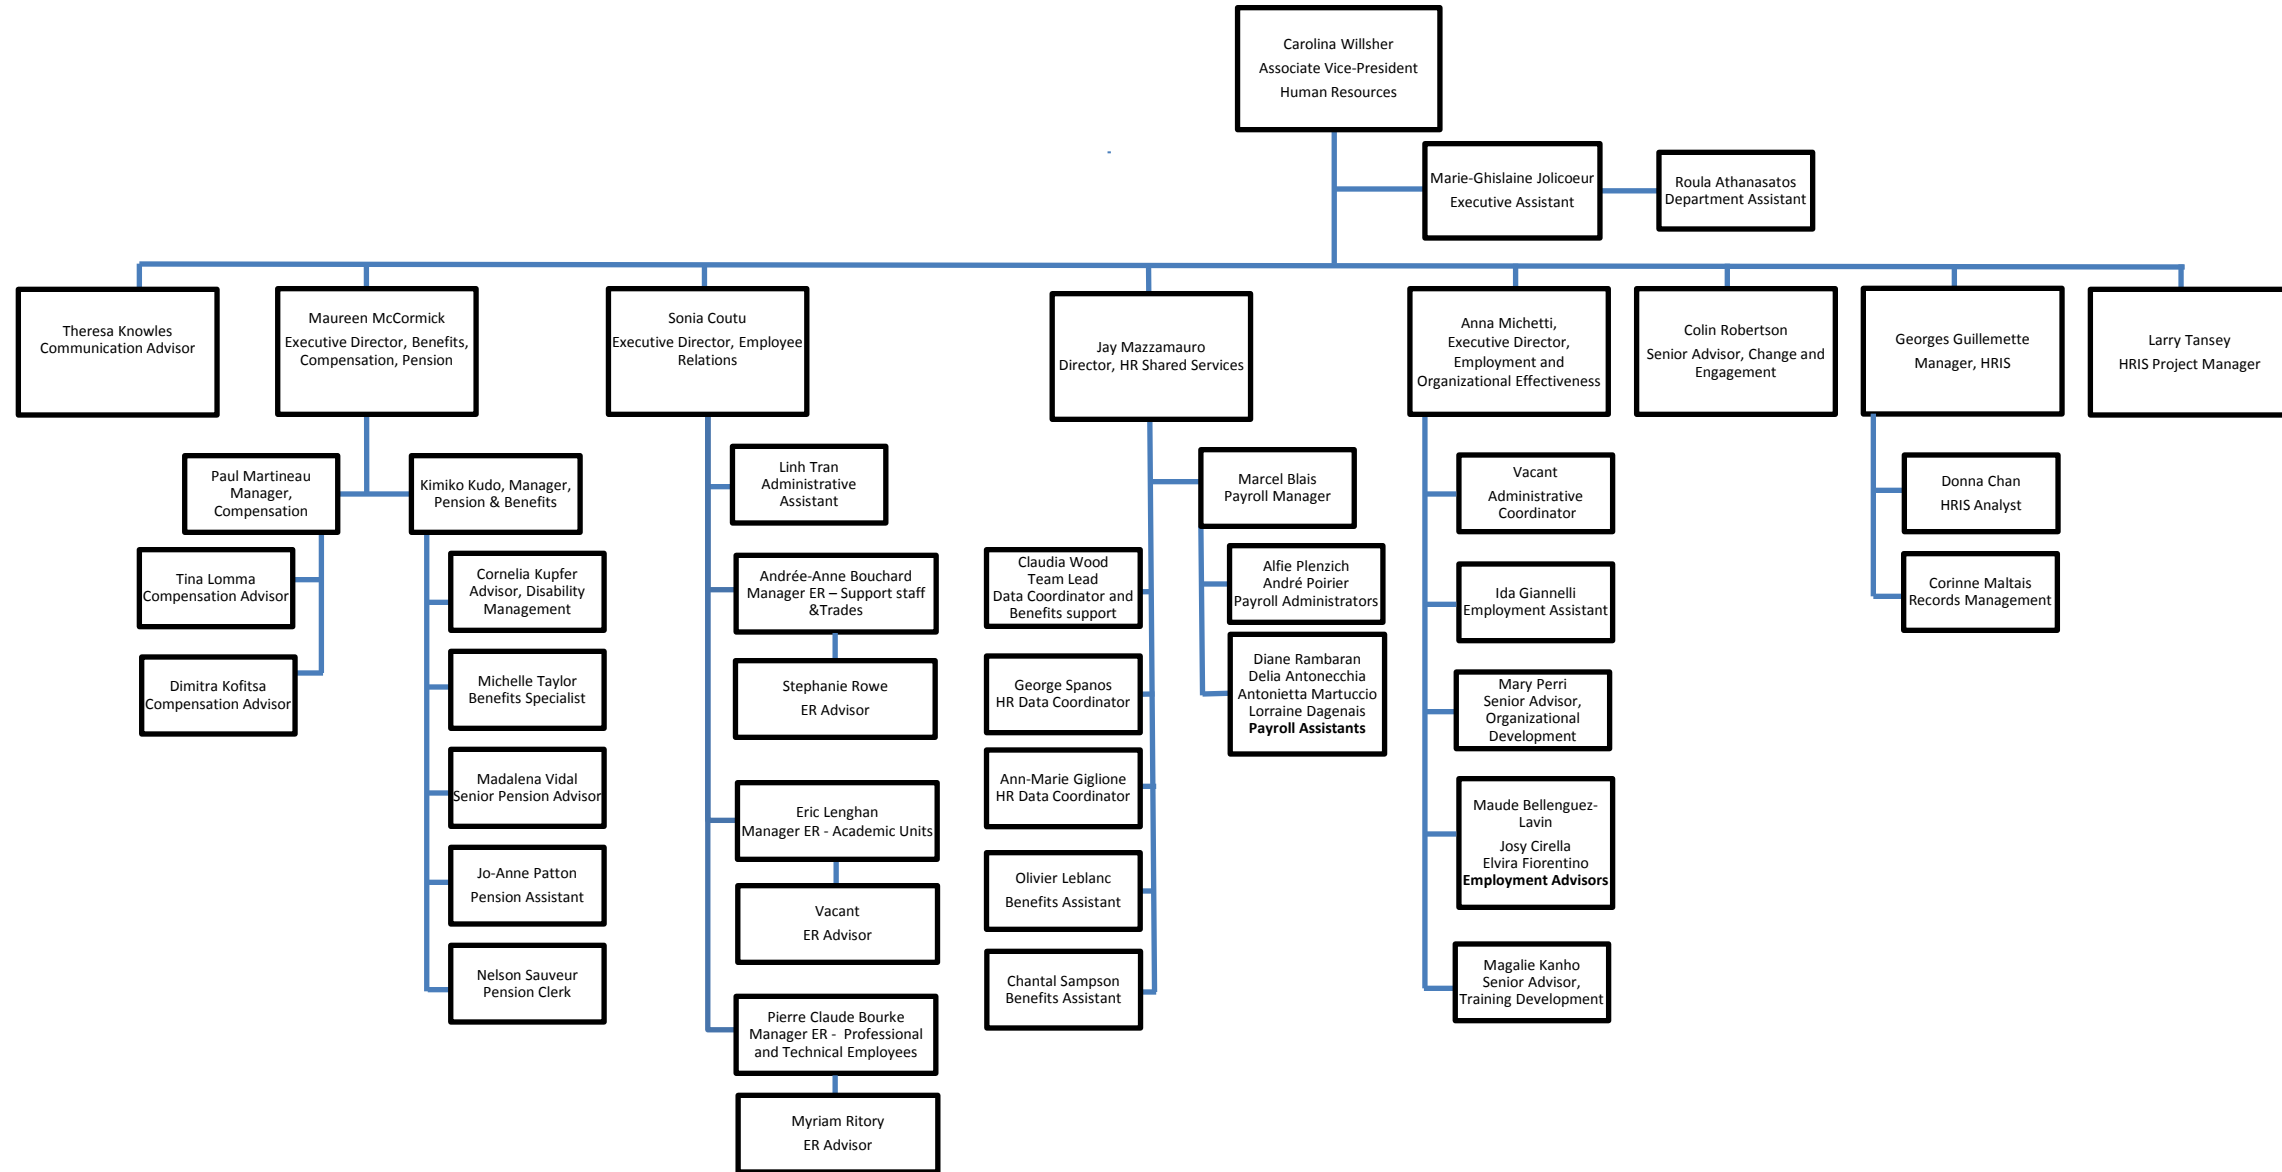 Carolina Willsher
Associate Vice-President
Human Resources
Marie-Ghislaine Jolicoeur
Executive Assistant
Roula Athanasatos
Department Assistant
Theresa Knowles
Communication Advisor
Maureen McCormick
Executive Director, Benefits,
Compensation, Pension
Sonia Coutu
Executive Director, Employee
Relations
Jay Mazzamauro
Director, HR Shared Services
Anna Michetti,
Executive Director,
Employment and
Organizational Effectiveness
Colin Robertson
Senior Advisor, Change and
Engagement
Georges Guillemette
Manager, HRIS
Larry Tansey
HRIS Project Manager
Paul Martineau
Manager,
Compensation
Kimiko Kudo, Manager,
Pension & Benefits
Tina Lomma
Compensation Advisor
Dimitra Kofitsa
Compensation Advisor
Cornelia Kupfer
Advisor, Disability
Management
Michelle Taylor
Benefits Specialist
Madalena Vidal
Senior Pension Advisor
Jo-Anne Patton
Pension Assistant
Nelson Sauveur
Pension Clerk
Linh Tran
Administrative
Assistant
Andrée-Anne Bouchard
Manager ER – Support staff
&Trades
Stephanie Rowe
ER Advisor
Eric Lenghan
Manager ER - Academic Units
Vacant
ER Advisor
Pierre Claude Bourke
Manager ER - Professional
and Technical Employees
Myriam Ritory
ER Advisor
Marcel Blais
Payroll Manager
Claudia Wood
Team Lead
Data Coordinator and
Benefits support
George Spanos
HR Data Coordinator
Ann-Marie Giglione
HR Data Coordinator
Olivier Leblanc
Benefits Assistant
Chantal Sampson
Benefits Assistant
Alfie Plenzich
André Poirier
Payroll Administrators
Diane Rambaran
Delia Antonecchia
Antonietta Martuccio
Lorraine Dagenais
Payroll Assistants
Vacant
Administrative
Coordinator
Ida Giannelli
Employment Assistant
Mary Perri
Senior Advisor,
Organizational
Development
Maude Bellenguez-
Lavin
Josy Cirella
Elvira Fiorentino
Employment Advisors
Magalie Kanho
Senior Advisor,
Training Development
Donna Chan
HRIS Analyst
Corinne Maltais
Records Management